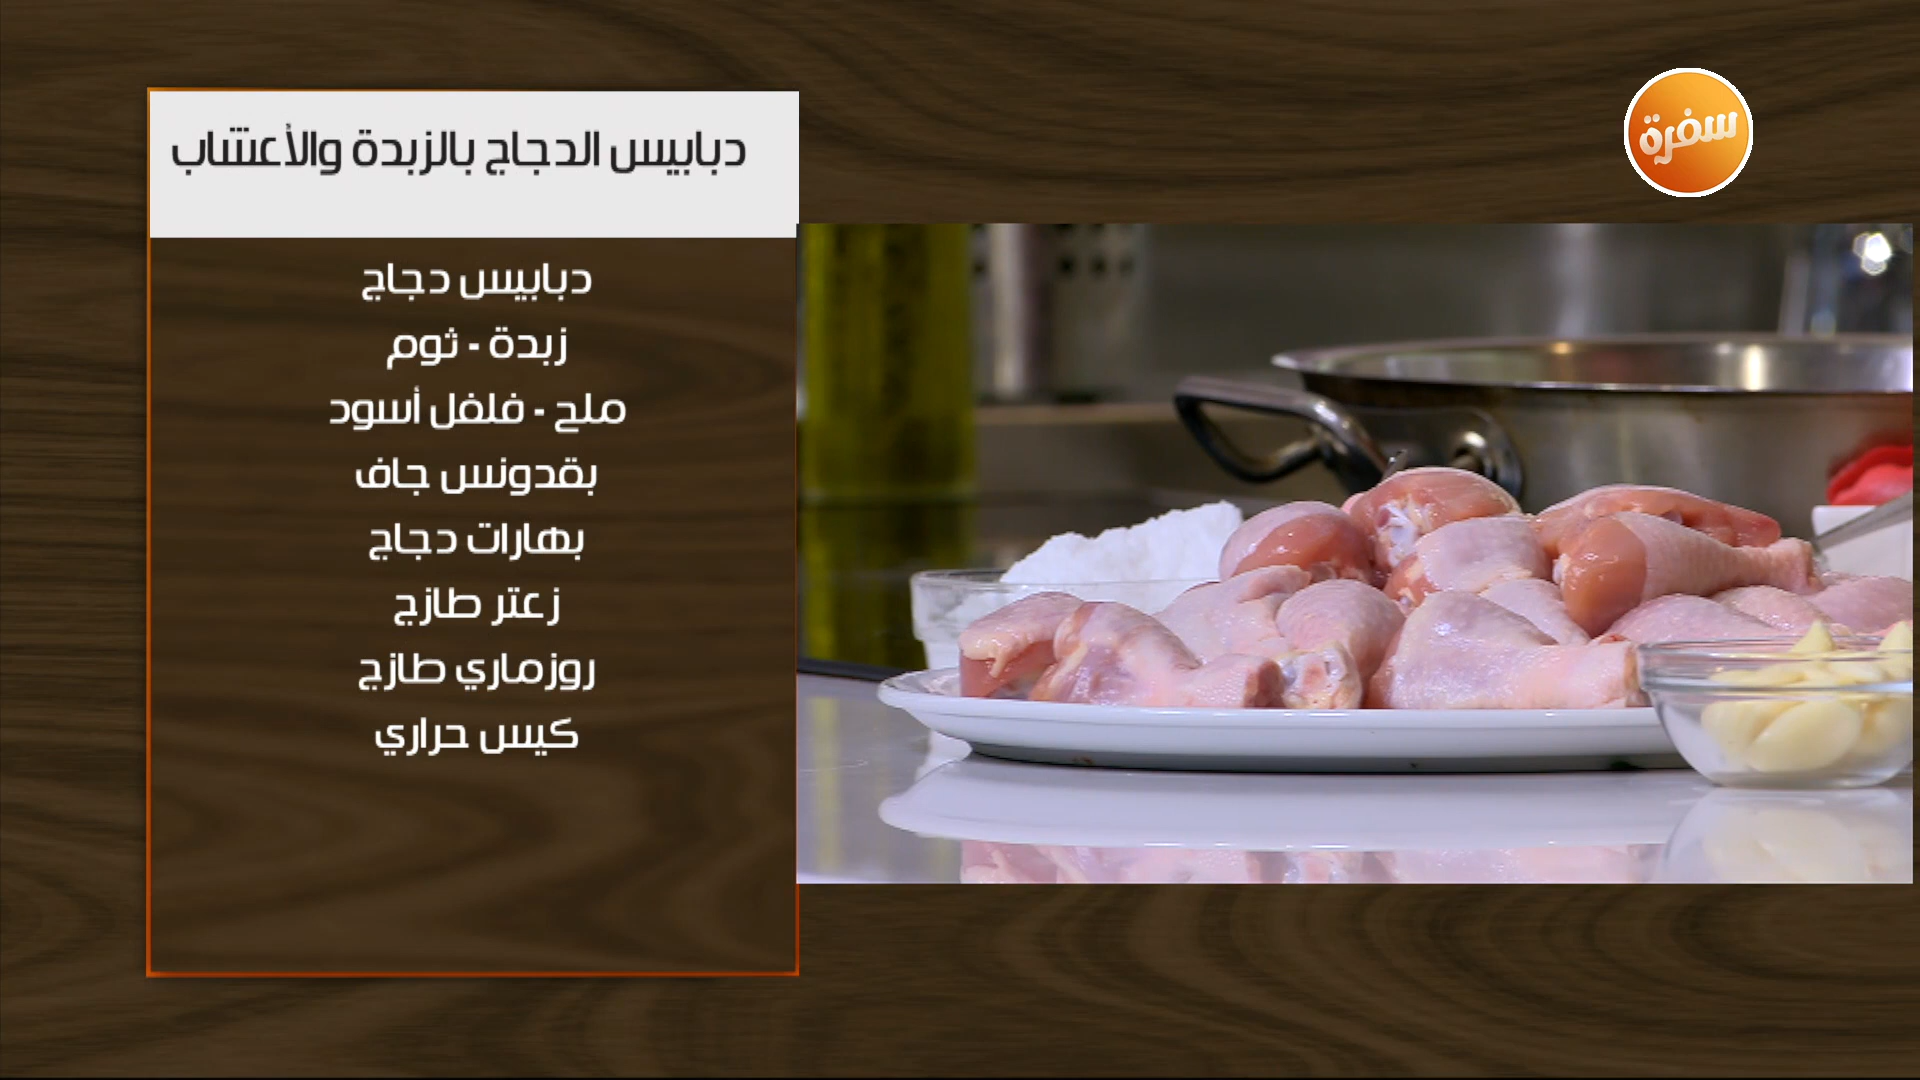 سفرة
دبابيس الدجاج بالزبدة والأعشاب
دبابيس دجاج
زبدة - ثوم
ملح - فلفل أسود
بقدونس جاف
بهارات دجاج
زعتر طازج
روزماري طازج
كيس حراري